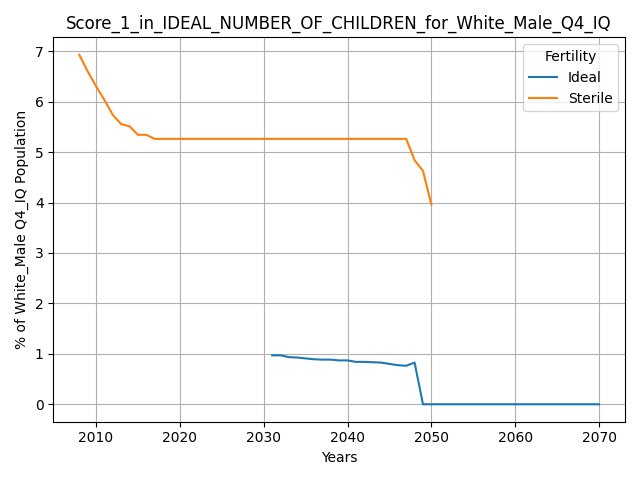 Score_1_in_IDEAL_NUMBER_OF_CHILDREN_for_White_Male_Q4_IQ
Fertility
Ideal
Sterile
% of White_Male Q4_IQ Population
7
6
5
4
3
2
1
0
2010 2020 2030 2040 2050 2060 2070
Years